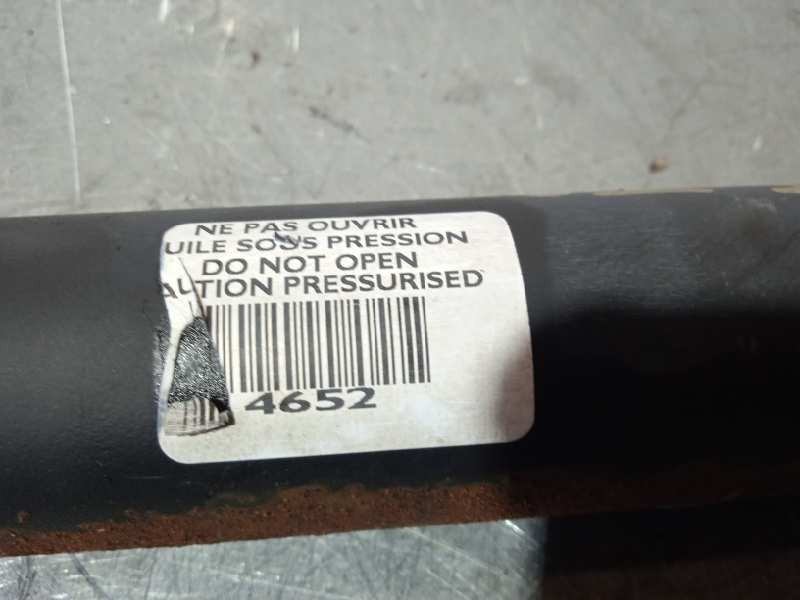 NE PAS OUVRIR
UILE SOUS PRESSION
DO NOT OPEN
AUTION PRESSURISED
4652